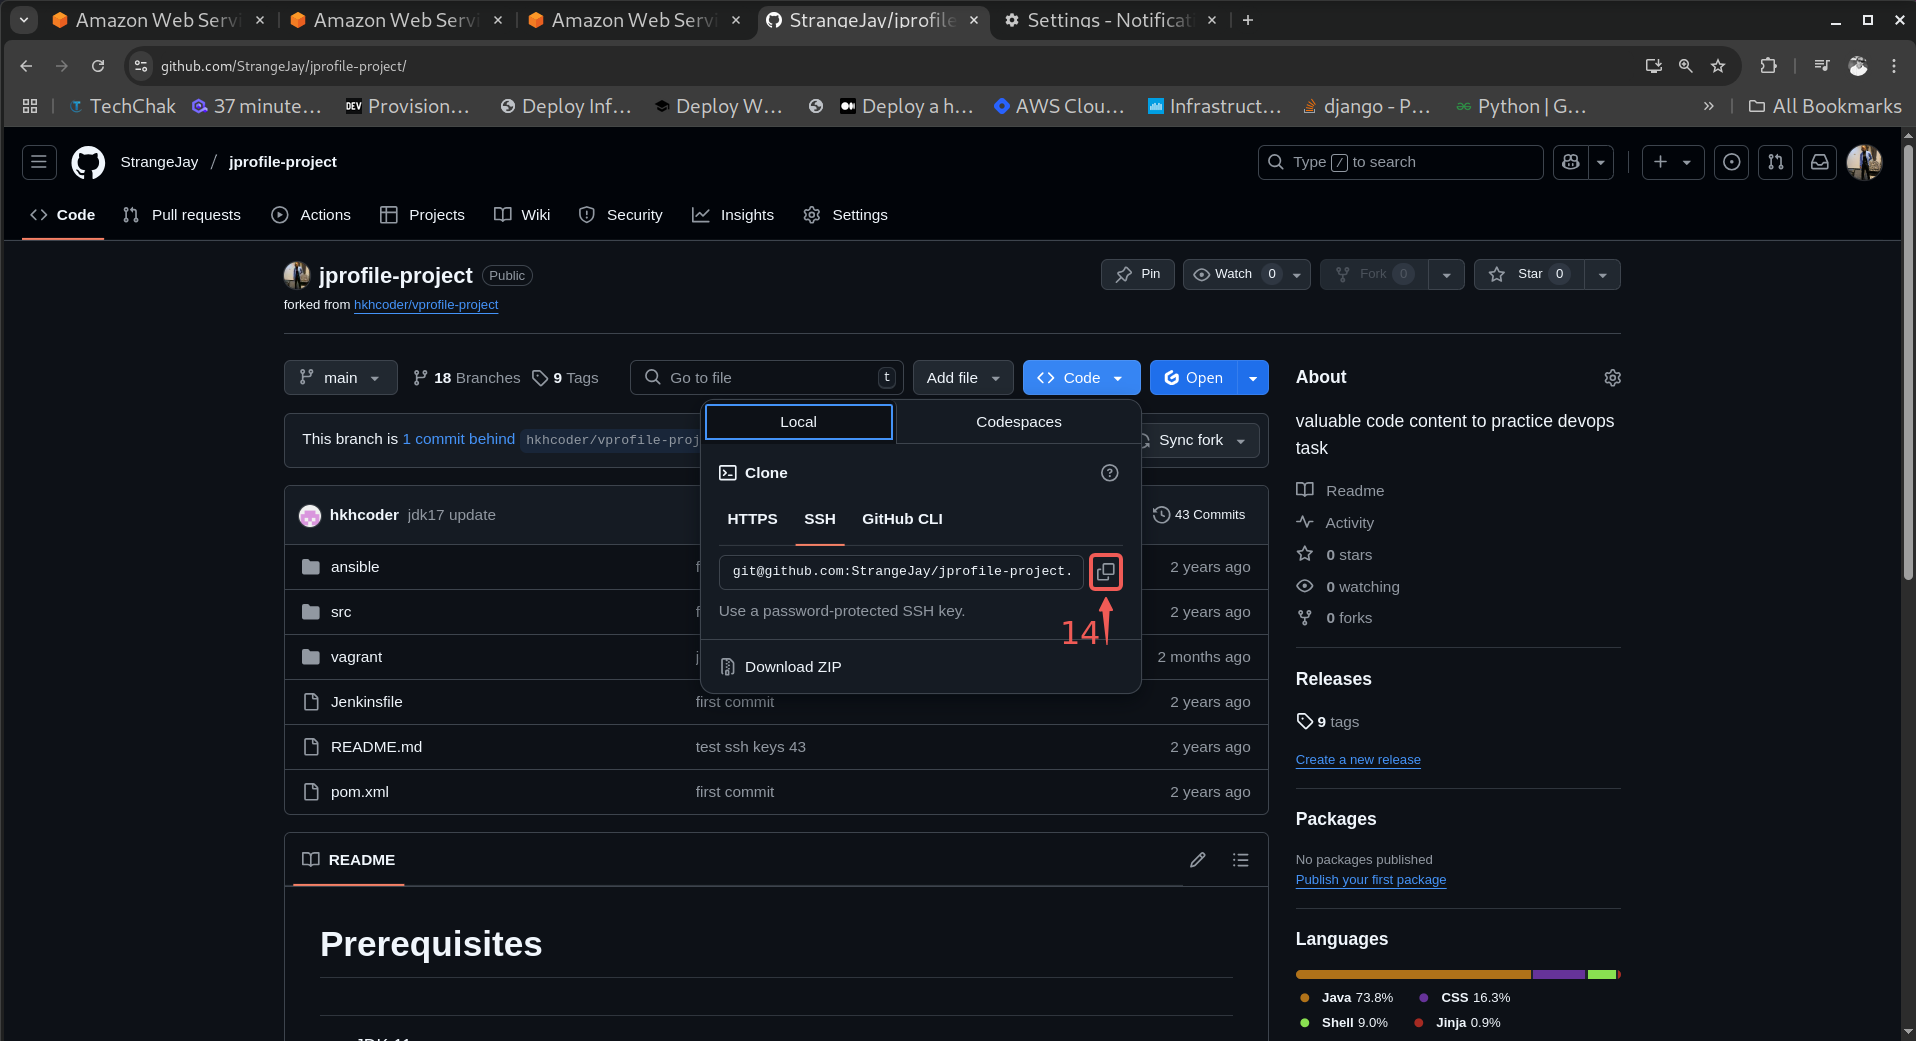 Amazon Web Servi
Amazon Web Servi
Amazon Web Servi
StrangeJay/jprofile
Settings - Notificati
github.com/StrangeJay/jprofile-project/
TechChak
37 minute...
DEV Provision...
Deploy Inf...
Deploy W...
Deploy a h...
AWS Clou...
Infrastruct...
django - P...
Python | G...
All Bookmarks
StrangeJay / jprofile-project
Type / to search
Code
Pull requests
Actions
Projects
Wiki
Security
Insights
Settings
jprofile-project Public
forked from hkhcoder/vprofile-project
Pin
Watch 0
Fork 0
Star 0
main
18 Branches
9 Tags
Go to file t
Add file
Code
Open
This branch is 1 commit behind hkhcoder/vprofile-proj
Sync fork
Local
Codespaces
Clone
HTTPS
SSH
GitHub CLI
git@github.com:StrangeJay/jprofile-project.
Use a password-protected SSH key.
14
Download ZIP
hkhcoder jdk17 update
43 Commits
ansible f 2 years ago
src f 2 years ago
vagrant j 2 months ago
Jenkinsfile first commit 2 years ago
README.md test ssh keys 43 2 years ago
pom.xml first commit 2 years ago
README
Prerequisites
About
valuable code content to practice devops
task
Readme
Activity
0 stars
0 watching
0 forks
Releases
9 tags
Create a new release
Packages
No packages published
Publish your first package
Languages
Java 73.8%
CSS 16.3%
Shell 9.0%
Jinja 0.9%